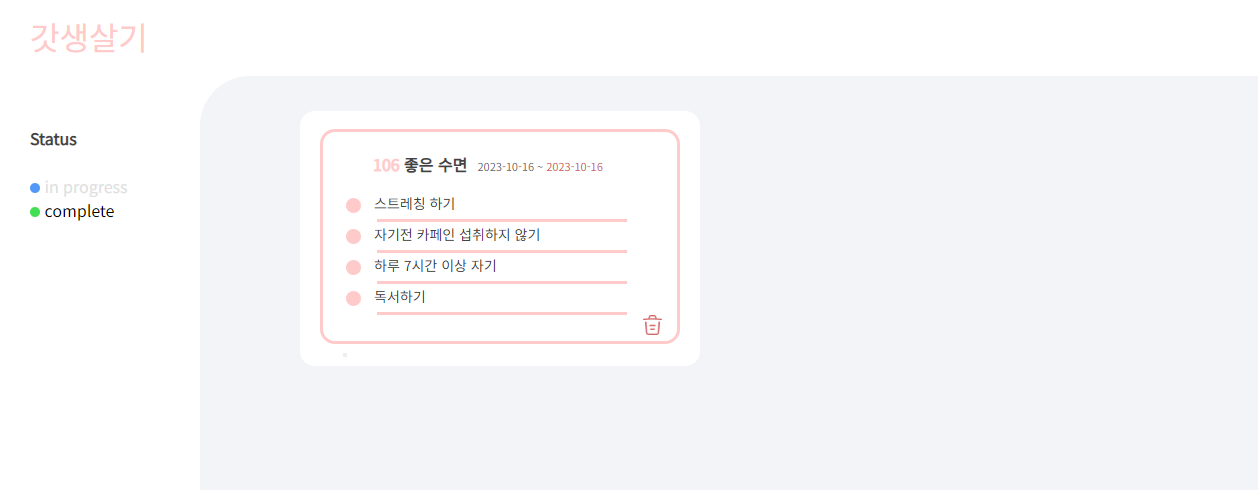 갓생살기
Status
in progress
complete
106 좋은 수면 2023-10-16 ~ 2023-10-16
스트레칭 하기
자기전 카페인 섭취하지 않기
하루 7시간 이상 자기
독서하기